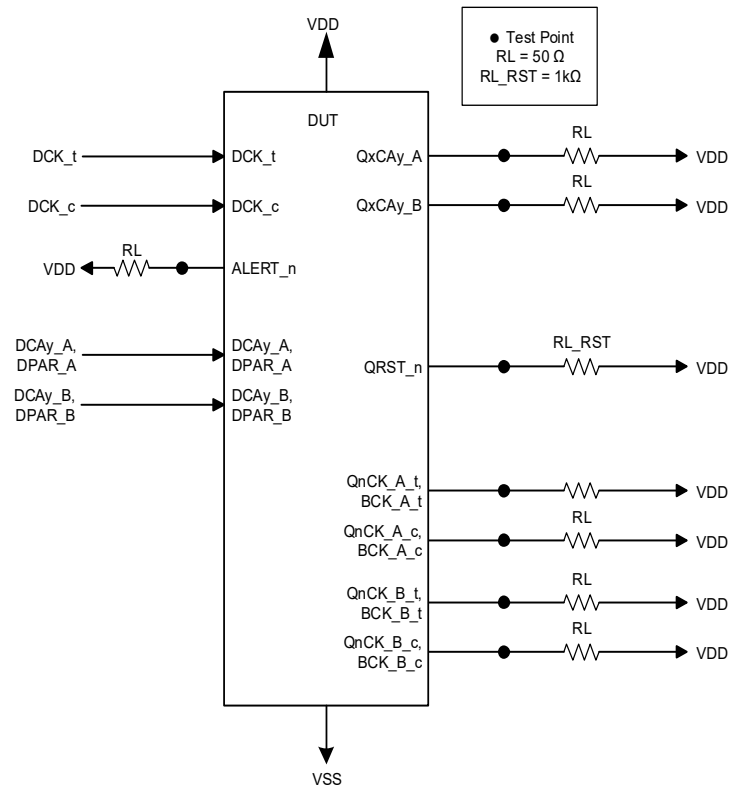 VDD
● Test Point
RL = 50 Ω
RL_RST = 1kΩ
DUT
RL
DCK_t
DCK_t
QxCAy_A
VDD
RL
DCK_c
DCK_c
QxCAy_B
VDD
RL
VDD
ALERT_n
DCAy_A,
DPAR_A
DCAy_A,
DPAR_A
RL_RST
QRST_n
VDD
DCAy_B,
DPAR_B
DCAy_B,
DPAR_B
QnCK_A_t,
BCK_A_t
VDD
RL
QnCK_A_c,
BCK_A_c
VDD
RL
QnCK_B_t,
BCK_B_t
VDD
RL
QnCK_B_c,
BCK_B_c
VDD
VSS